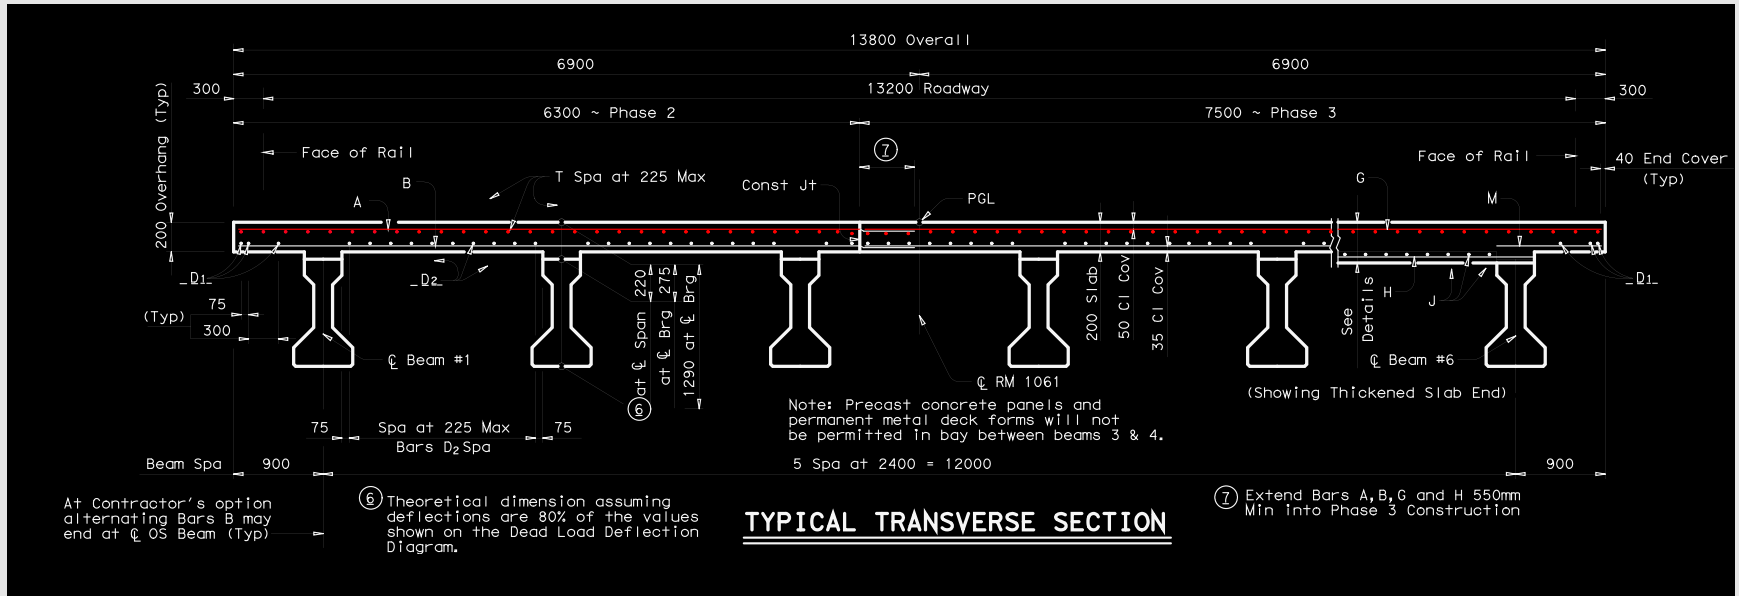 13800 Overall
6900
6900
300
13200 Roadway
300
6300 ~ Phase 2
7500 ~ Phase 3
200 Overhang (Typ)
Face of Rail
7
Face of Rail
40 End Cover
(Typ)
T Spa at 225 Max
B
Const Jt
G
A
PGL
M
D1
D2
D1
75
(Typ)
300
220
at ℄ Span
275
at ℄ Brg
1290 at ℄ Brg
200 Slab
50 Cl Cov
35 Cl Cov
See
Details
H
J
℄ Beam #1
℄ Beam #6
℄ RM 1061
6
(Showing Thickened Slab End)
Note: Precast concrete panels and
permanent metal deck forms will not
be permitted in bay between beams 3 & 4.
75
Spa at 225 Max
75
Bars D2 Spa
Beam Spa
900
5 Spa at 2400 = 12000
900
At Contractor's option
alternating Bars B may
end at ℄ OS Beam (Typ)
6 Theoretical dimension assuming
deflections are 80% of the values
shown on the Dead Load Deflection
Diagram.
TYPICAL TRANSVERSE SECTION
7 Extend Bars A,B,G and H 550mm
Min into Phase 3 Construction